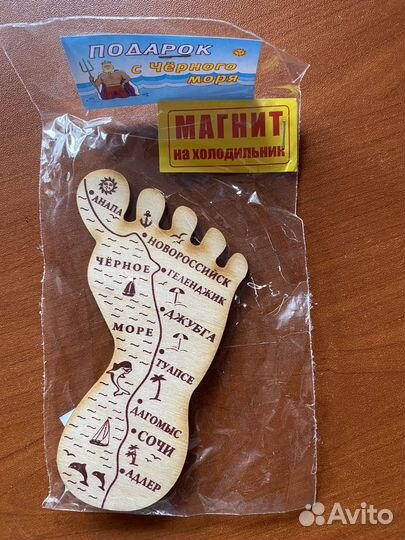 ПОДАРОК
с Чёрного
моря
МАГНИТ
на холодильник
АНАПА
НОВОРОССИЙСК
ГЕЛЕНДЖИК
ЧЁРНОЕ
ДЖУБГА
МОРЕ
ТУАПСЕ
ДАГОМЫС
СОЧИ
АДЛЕР
Avito